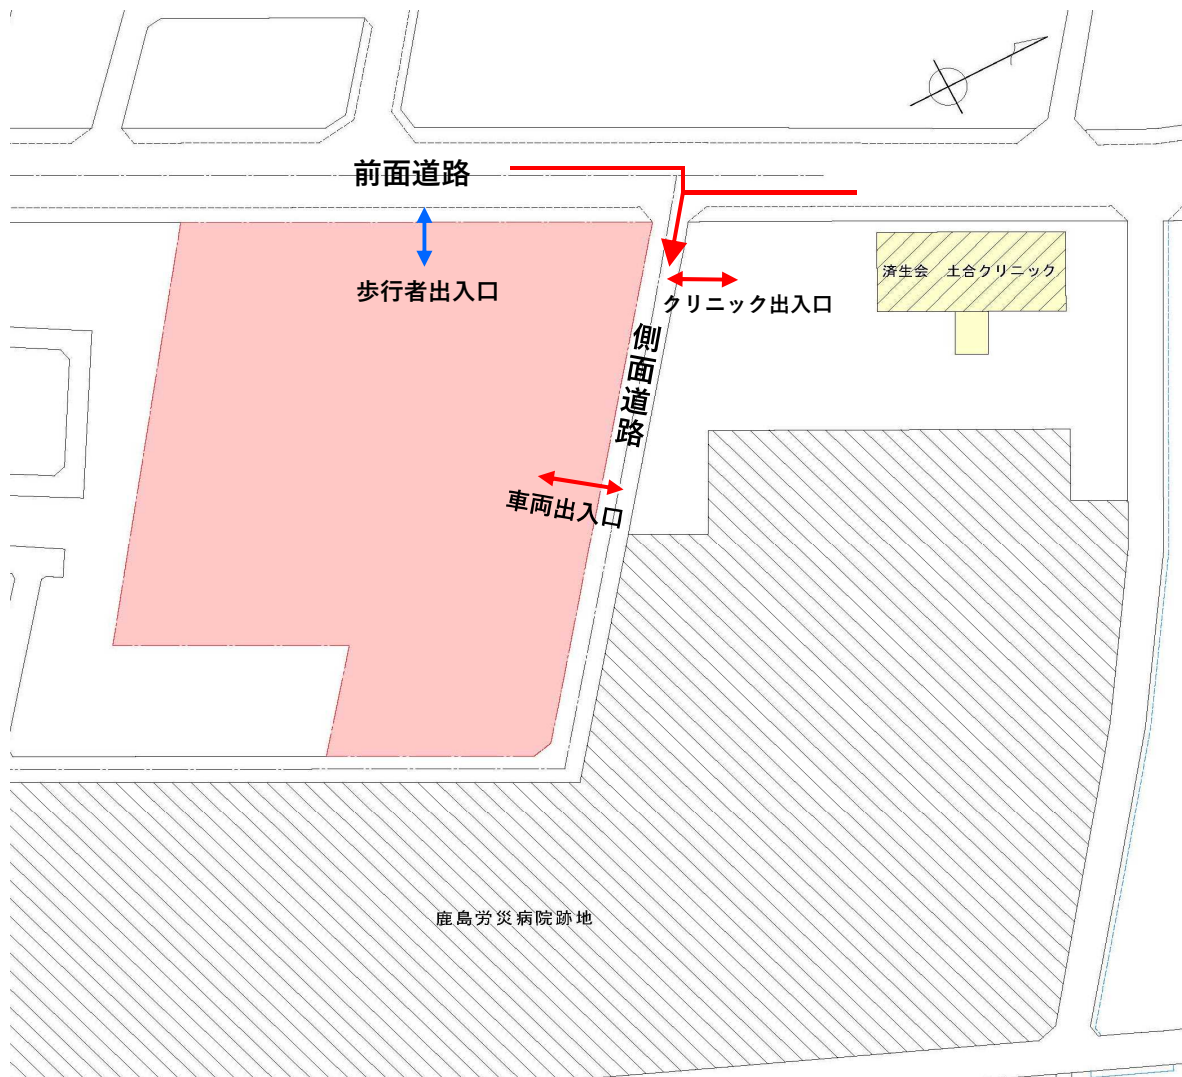 前面道路
歩行者出入口
済生会 土合クリニック
クリニック出入口
側面道路
車両出入口
鹿島労災病院跡地